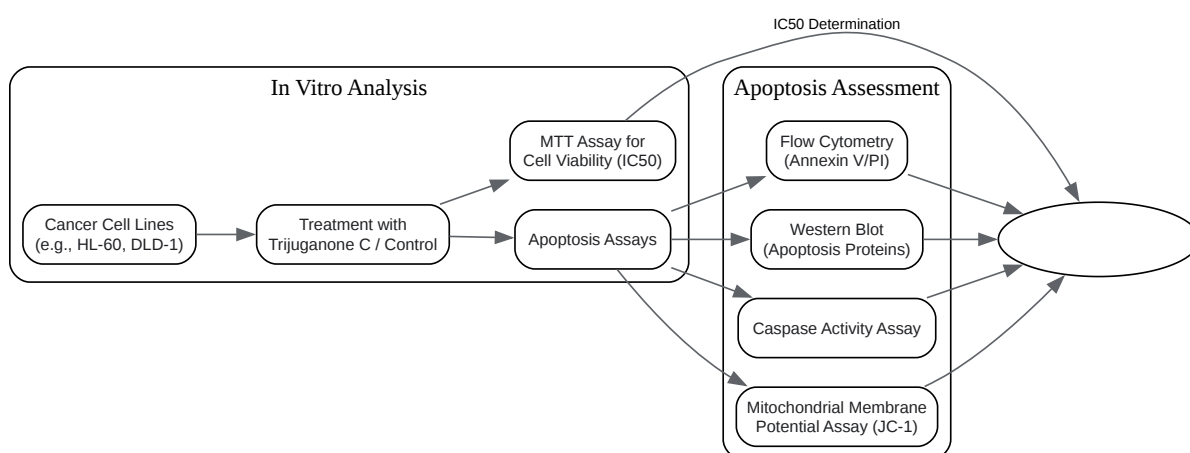 IC50 Determination
In Vitro Analysis
Apoptosis Assessment
MTT Assay for
Cell Viability (IC50)
Flow Cytometry
(Annexin V/PI)
Cancer Cell Lines
(e.g., HL-60, DLD-1)
Treatment with
Trijuganone C / Control
Apoptosis Assays
Western Blot
(Apoptosis Proteins)
Caspase Activity Assay
Mitochondrial Membrane
Potential Assay (JC-1)